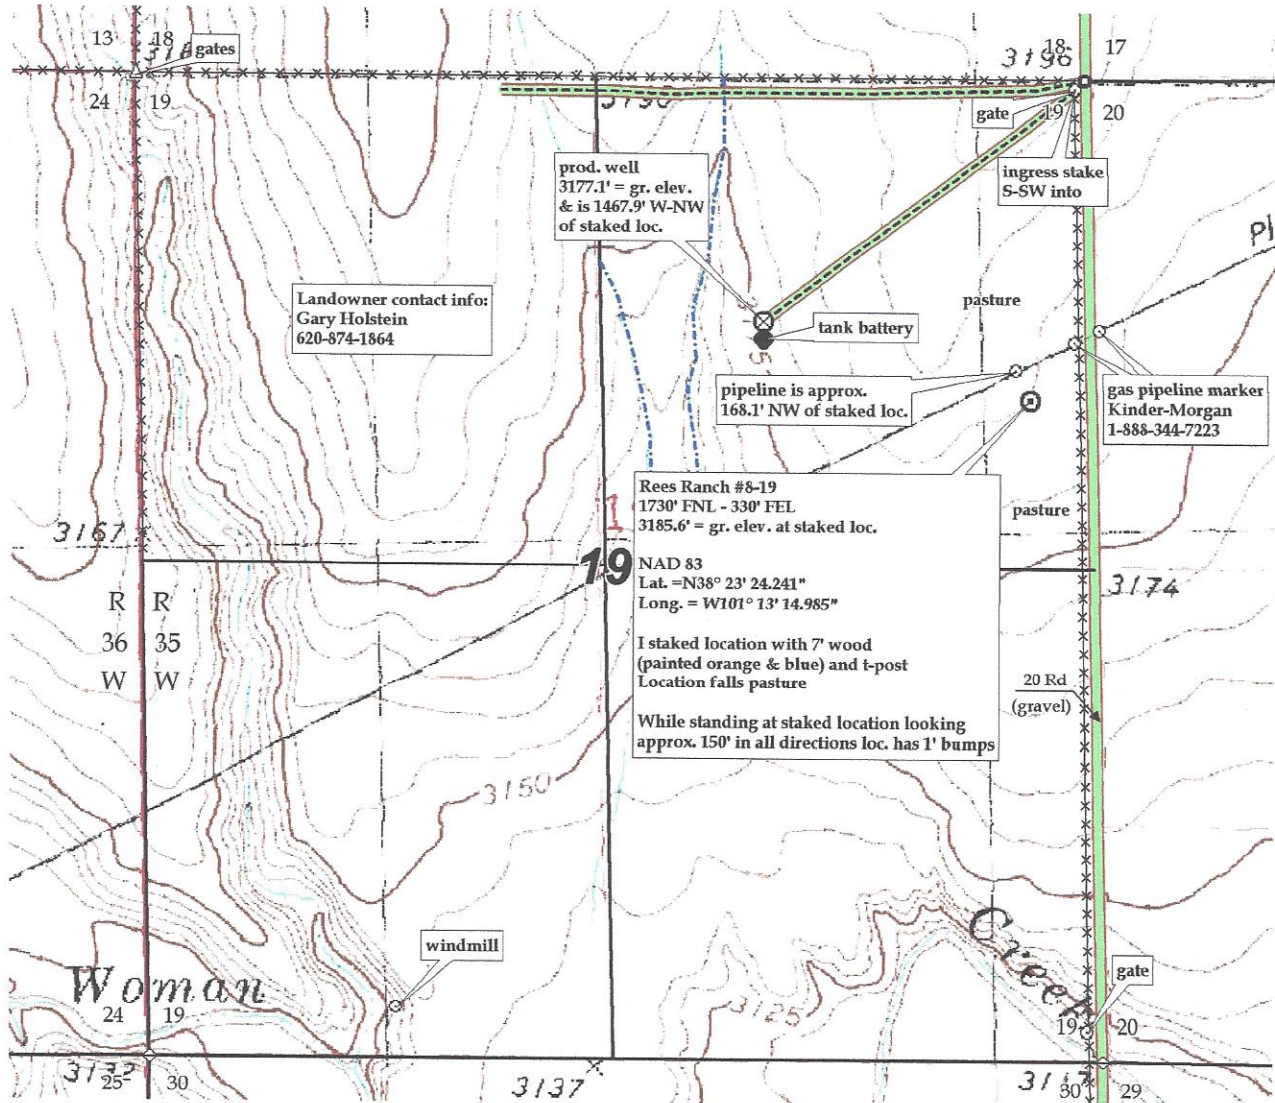 13 18
gates
24 19
18 17
3196
3190
gate
19 20
ingress stake
S-SW into
prod. well
3177.1' = gr. elev.
& is 1467.9' W-NW
of staked loc.
Landowner contact info:
Gary Holstein
620-874-1864
pasture
tank battery
pipeline is approx.
168.1' NW of staked loc.
gas pipeline marker
Kinder-Morgan
1-888-344-7223
Rees Ranch #8-19
1730' FNL - 330' FEL
3185.6' = gr. elev. at staked loc.
NAD 83
Lat. =N38° 23' 24.241"
Long. = W101° 13' 14.985"
I staked location with 7' wood
(painted orange & blue) and t-post
Location falls pasture
While standing at staked location looking
approx. 150' in all directions loc. has 1' bumps
pasture
3167
19
3174
R R
36 35
W W
20 Rd
(gravel)
3150
windmill
Woman
Creek
24 19
3125
gate
19 20
25 30
3137
30 29